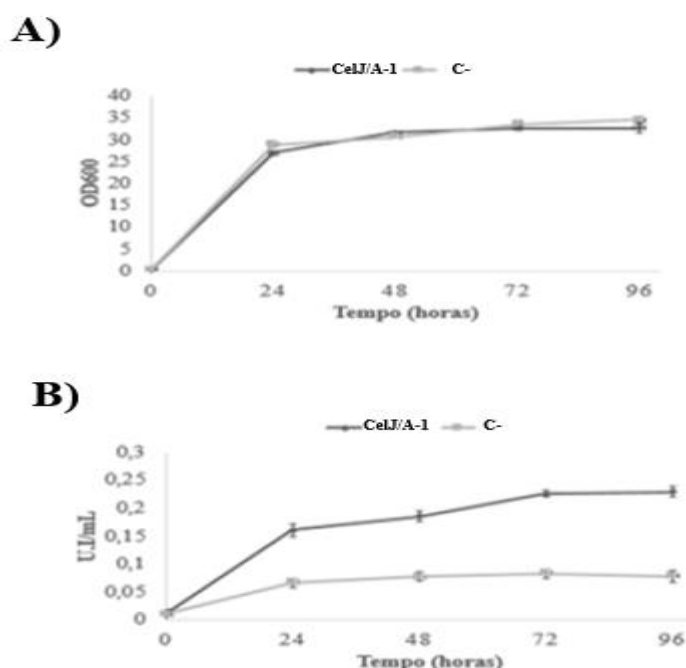 A)
CelJ/A-1 C-
40
35
30
25
20
15
10
5
0
OD600
0 24 48 72 96
Tempo (horas)
B)
CelJ/A-1 C-
0,3
0,25
0,2
0,15
0,1
0,05
0
U.I/mL
0 24 48 72 96
Tempo (horas)